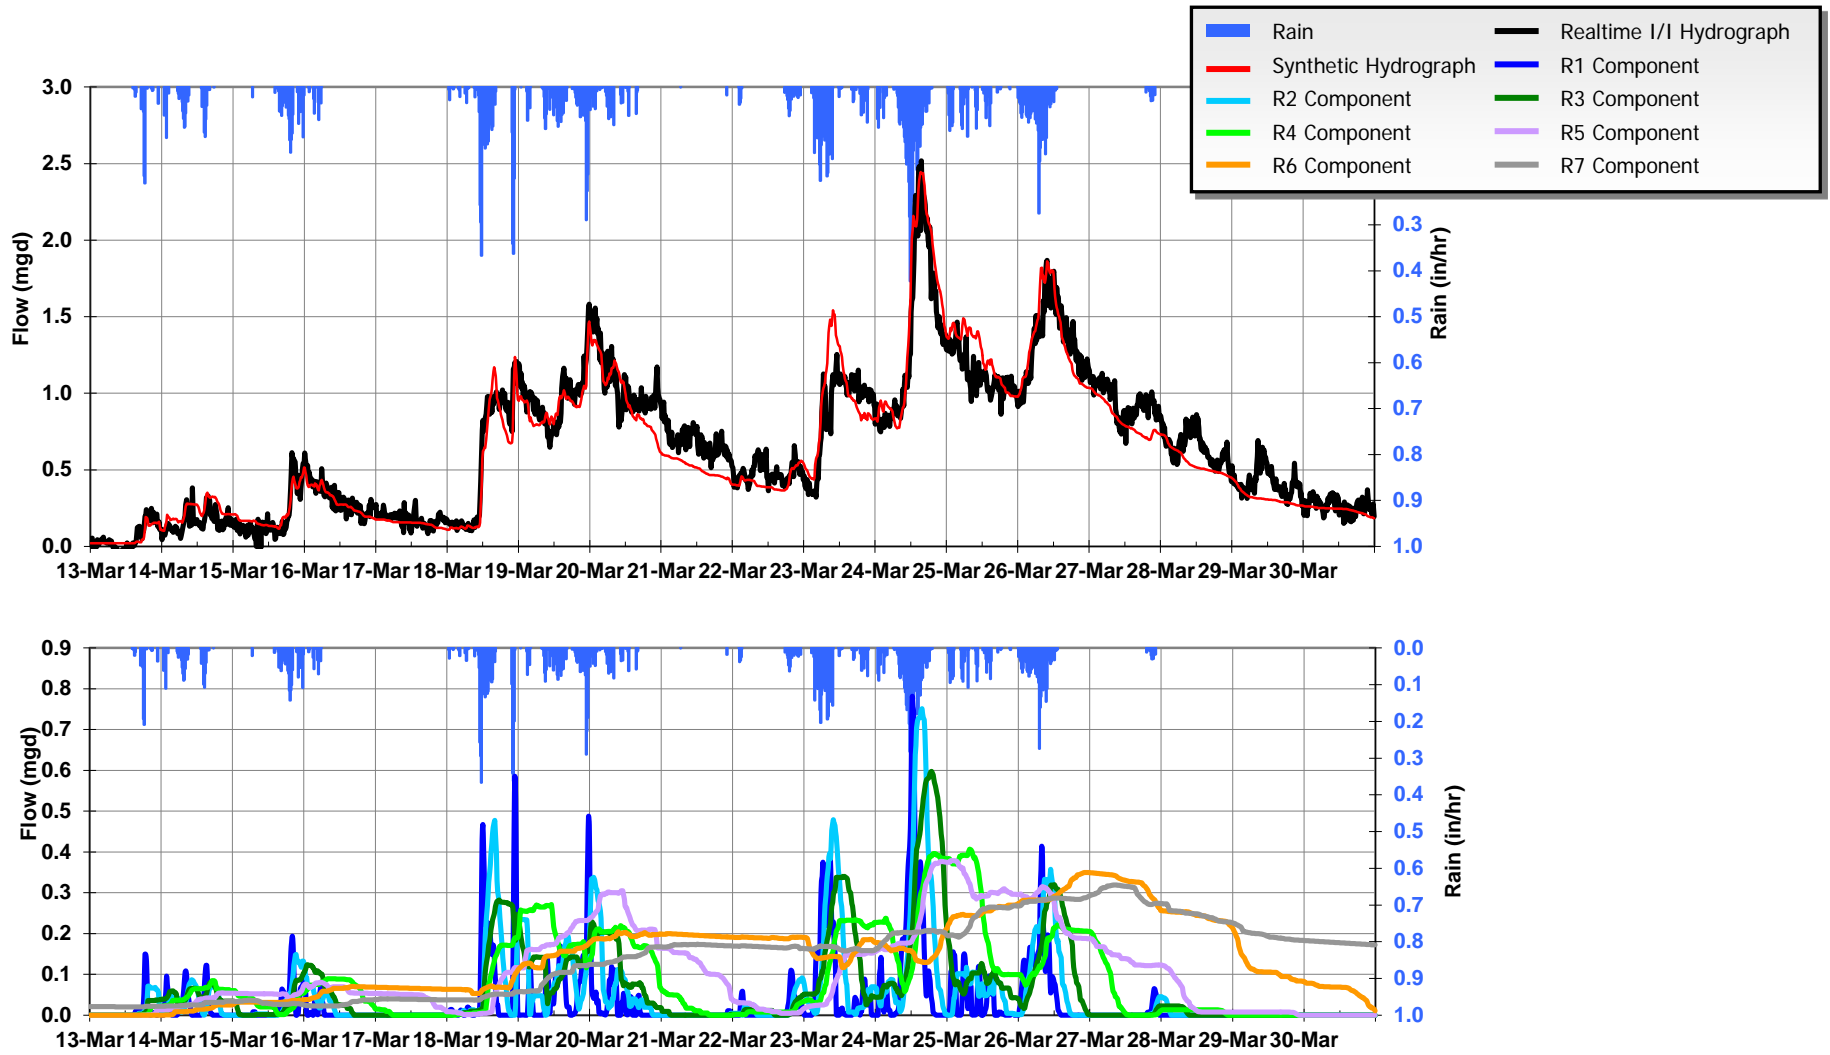 Rain
Realtime I/I Hydrograph
Synthetic Hydrograph
R1 Component
R2 Component
R3 Component
R4 Component
R5 Component
R6 Component
R7 Component
3.0
2.5
2.0
1.5
1.0
0.5
0.0
Flow (mgd)
0.3
0.4
0.5
0.6
0.7
0.8
0.9
1.0
Rain (in/hr)
13-Mar 14-Mar 15-Mar 16-Mar 17-Mar 18-Mar 19-Mar 20-Mar 21-Mar 22-Mar 23-Mar 24-Mar 25-Mar 26-Mar 27-Mar 28-Mar 29-Mar 30-Mar
0.9
0.8
0.7
0.6
0.5
0.4
0.3
0.2
0.1
0.0
Flow (mgd)
0.0
0.1
0.2
0.3
0.4
0.5
0.6
0.7
0.8
0.9
1.0
Rain (in/hr)
13-Mar 14-Mar 15-Mar 16-Mar 17-Mar 18-Mar 19-Mar 20-Mar 21-Mar 22-Mar 23-Mar 24-Mar 25-Mar 26-Mar 27-Mar 28-Mar 29-Mar 30-Mar